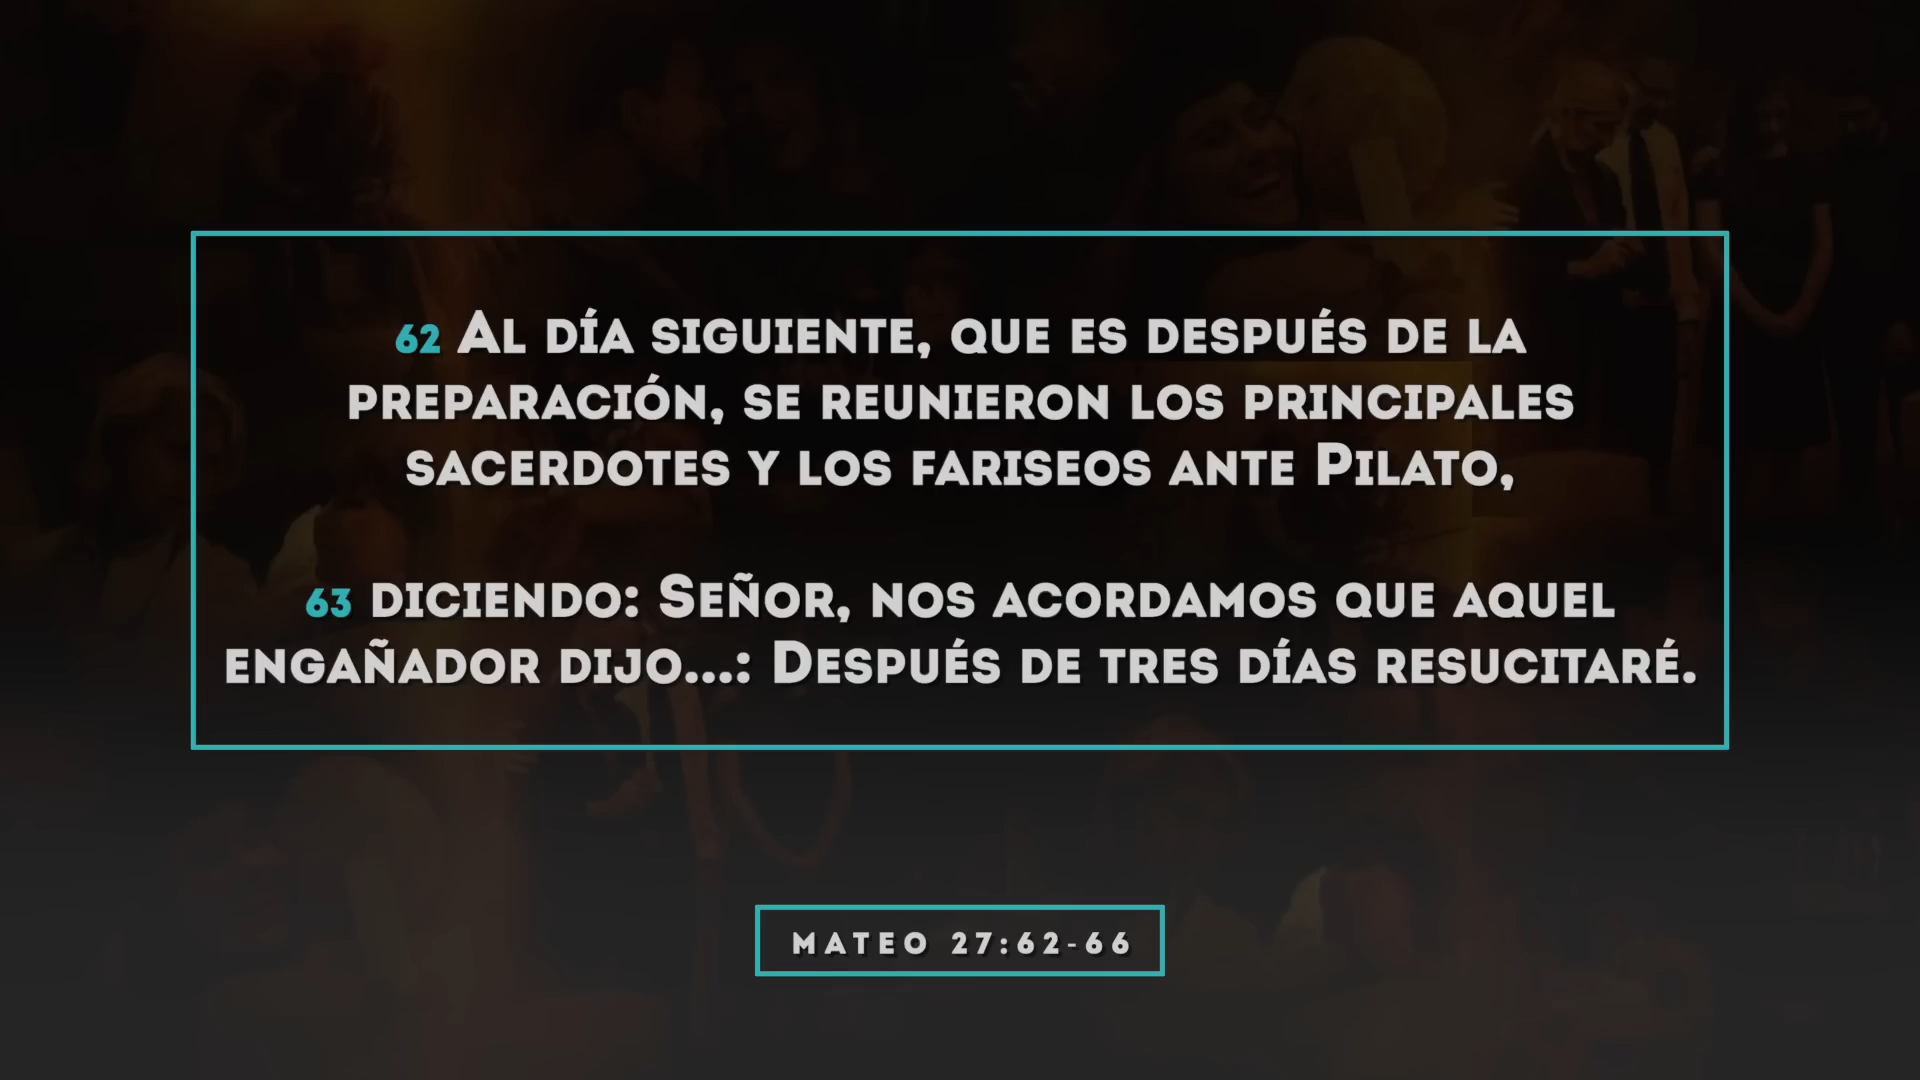 62 Al día siguiente, que es después de la
preparación, se reunieron los principales
sacerdotes y los fariseos ante Pilato,
63 diciendo: Señor, nos acordamos que aquel
engañador dijo...: Después de tres días resucitaré.
MATEO 27:62-66